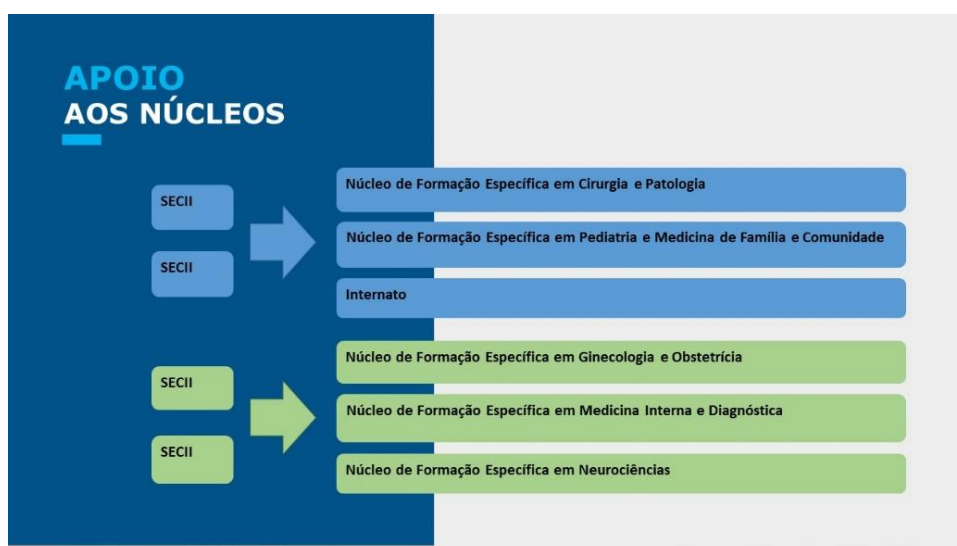 APOIO
AOS NÚCLEOS
SECII
SECII
Núcleo de Formação Específica em Cirurgia e Patologia
Núcleo de Formação Específica em Pediatria e Medicina de Família e Comunidade
Internato
SECII
SECII
Núcleo de Formação Específica em Ginecologia e Obstetrícia
Núcleo de Formação Específica em Medicina Interna e Diagnóstica
Núcleo de Formação Específica em Neurociências